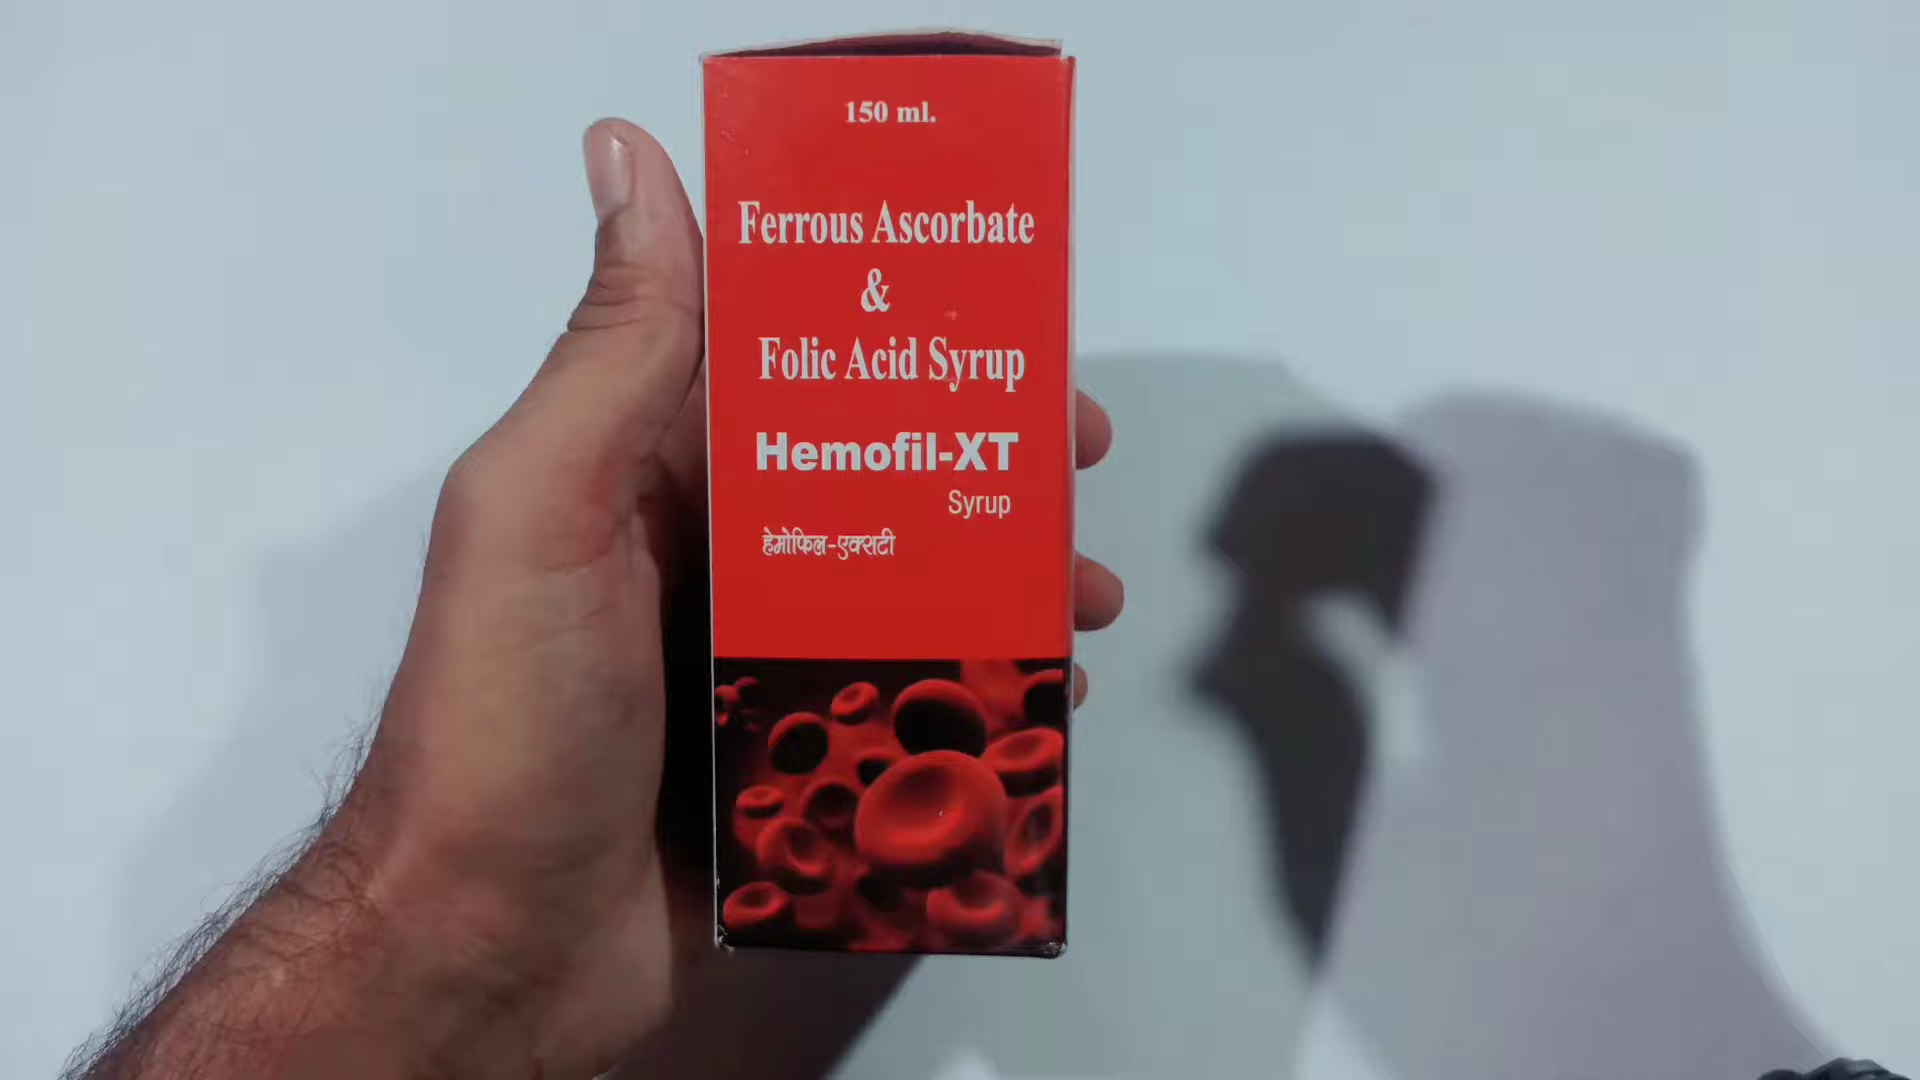 150 ml.
Ferrous Ascorbate
&
Folic Acid Syrup
Hemofil-XT
Syrup
हेमोफिल-एक्सटी